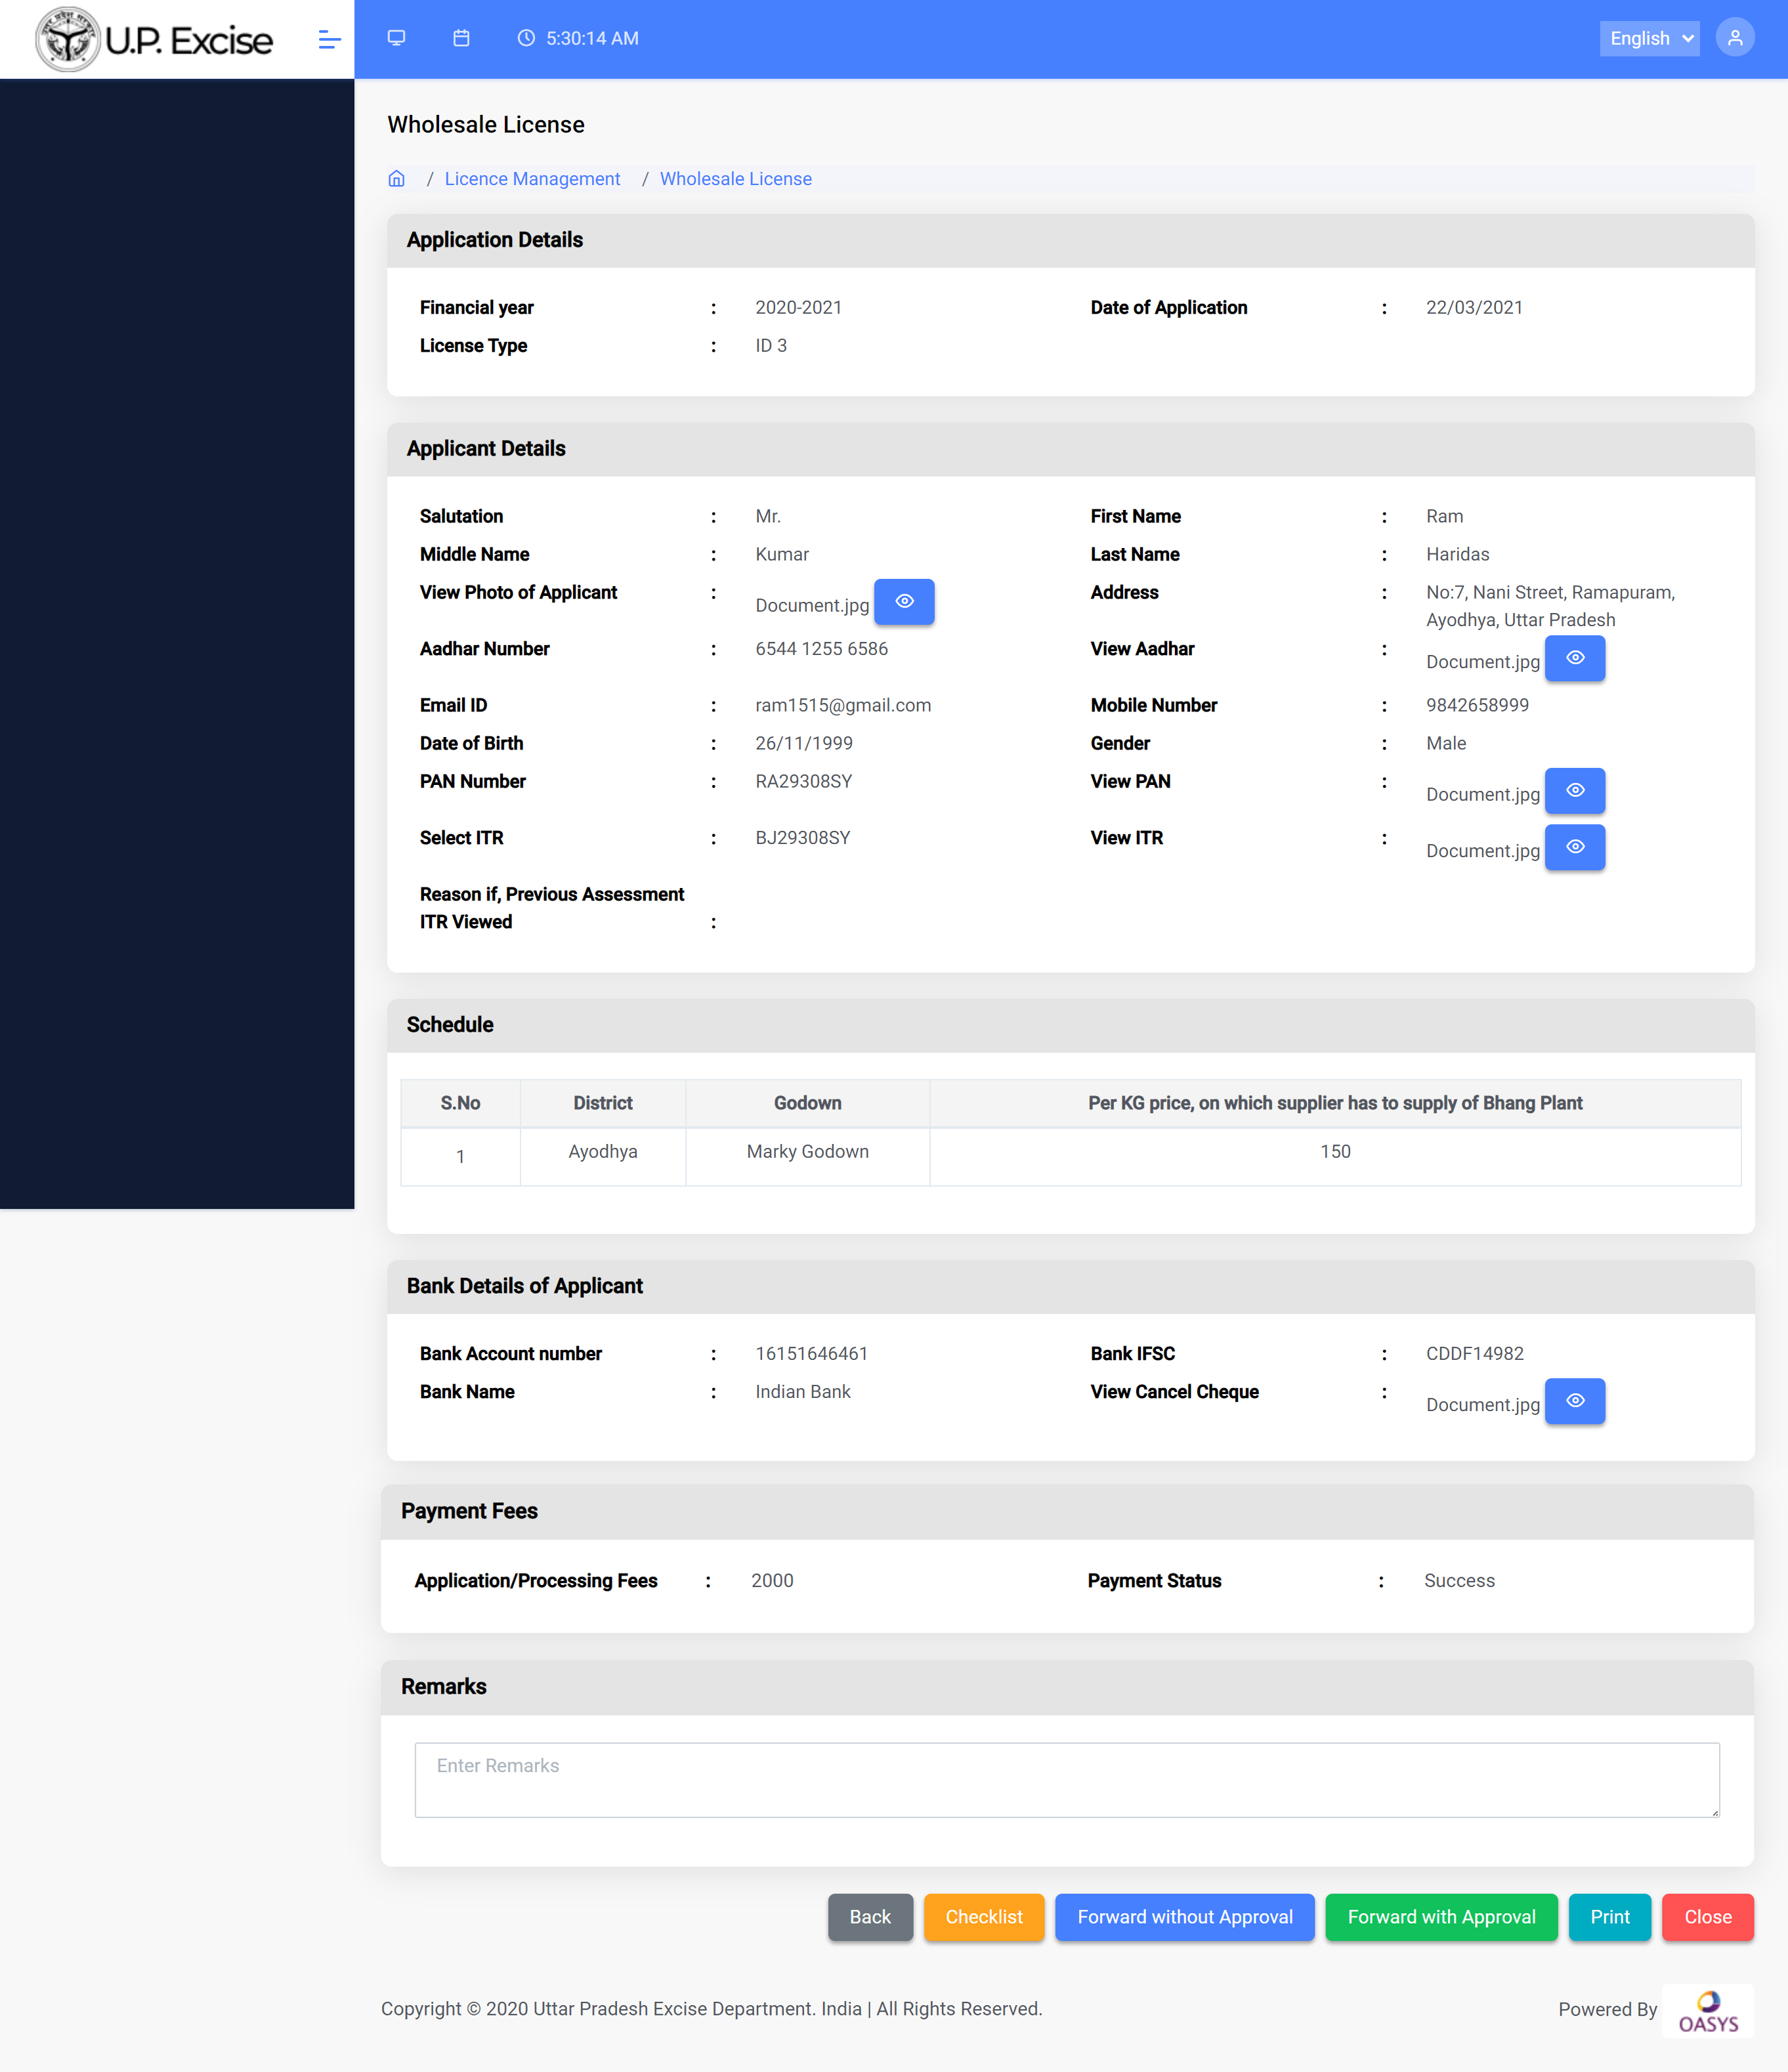 U.P. Excise
5:30:14 AM
English
Wholesale License
/ Licence Management / Wholesale License
Application Details
Financial year : 2020-2021 Date of Application : 22/03/2021
License Type : ID 3
Applicant Details
Salutation : Mr. First Name : Ram
Middle Name : Kumar Last Name : Haridas
View Photo of Applicant : Document.jpg Address : No:7, Nani Street, Ramapuram,
Ayodhya, Uttar Pradesh
Aadhar Number : 6544 1255 6586 View Aadhar : Document.jpg
Email ID : ram1515@gmail.com Mobile Number : 9842658999
Date of Birth : 26/11/1999 Gender : Male
PAN Number : RA29308SY View PAN : Document.jpg
Select ITR : BJ29308SY View ITR : Document.jpg
Reason if, Previous Assessment
ITR Viewed :
Schedule
S.No District Godown Per KG price, on which supplier has to supply of Bhang Plant
1 Ayodhya Marky Godown 150
Bank Details of Applicant
Bank Account number : 16151646461 Bank IFSC : CDDF14982
Bank Name : Indian Bank View Cancel Cheque : Document.jpg
Payment Fees
Application/Processing Fees : 2000 Payment Status : Success
Remarks
Enter Remarks
Back Checklist Forward without Approval Forward with Approval Print Close
Copyright © 2020 Uttar Pradesh Excise Department. India | All Rights Reserved. Powered By OASYS